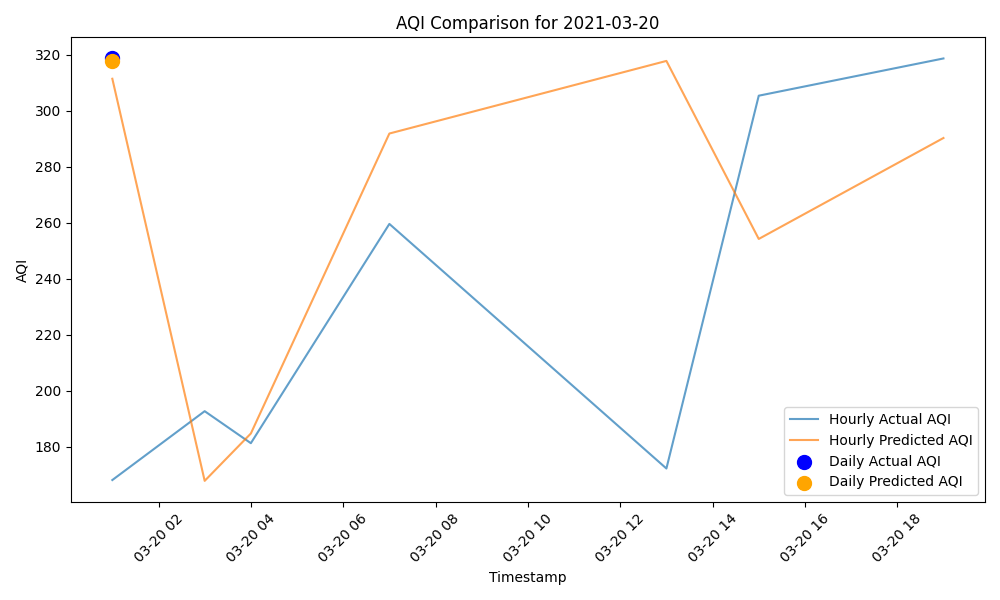 AQI Comparison for 2021-03-20
AQI
320
300
280
260
240
220
200
180
Hourly Actual AQI
Hourly Predicted AQI
Daily Actual AQI
Daily Predicted AQI
03-20 02
03-20 04
03-20 06
03-20 08
03-20 10
03-20 12
03-20 14
03-20 16
03-20 18
Timestamp